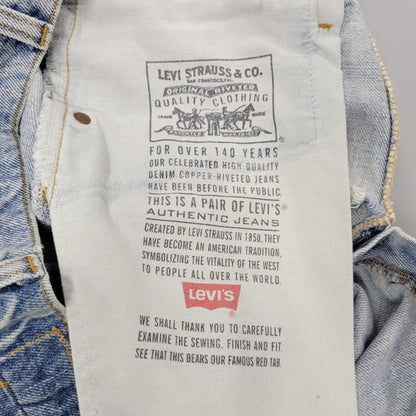 LEVI STRAUSS & CO.
SAN FRANCISCO, CAL.
ORIGINAL RIVETED
QUALITY CLOTHING
TRADE MARK
PATENTED
®
FOR OVER 140 YEARS
OUR CELEBRATED HIGH QUALITY
DENIM COPPER-RIVETED JEANS
HAVE BEEN BEFORE THE PUBLIC.
THIS IS A PAIR OF LEVI'S®
AUTHENTIC JEANS
CREATED BY LEVI STRAUSS IN 1850, THEY
HAVE BECOME AN AMERICAN TRADITION,
SYMBOLIZING THE VITALITY OF THE WEST
TO PEOPLE ALL OVER THE WORLD.
LEVI'S
®
WE SHALL THANK YOU TO CAREFULLY
EXAMINE THE SEWING, FINISH AND FIT.
SEE THAT THIS BEARS OUR FAMOUS RED TAB.